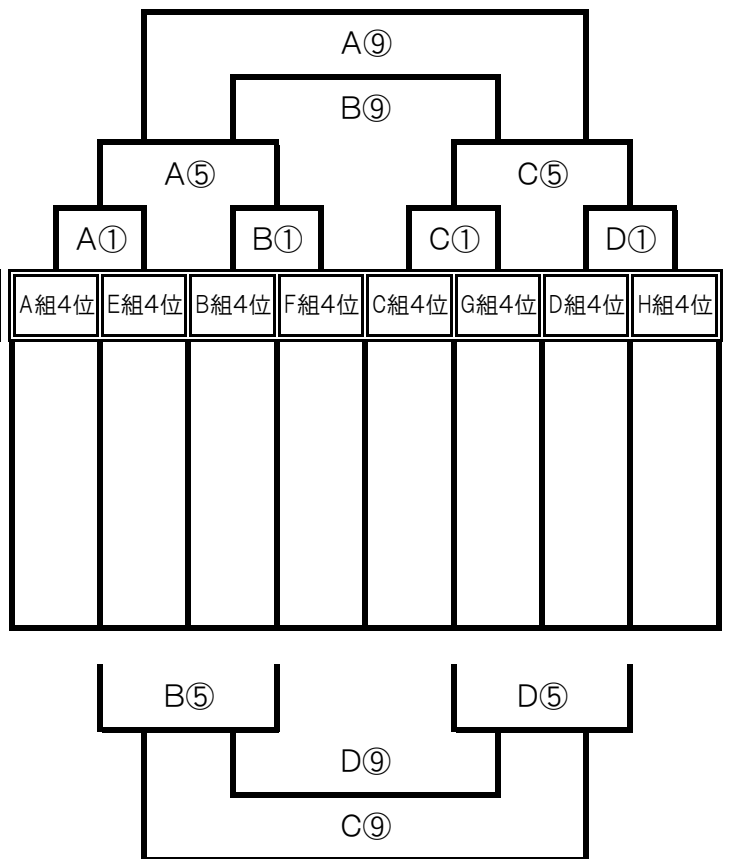 A⑨
B⑨
A⑤ C⑤
A① B① C① D①
A組4位 E組4位 B組4位 F組4位 C組4位 G組4位 D組4位 H組4位
B⑤ D⑤
D⑨
C⑨